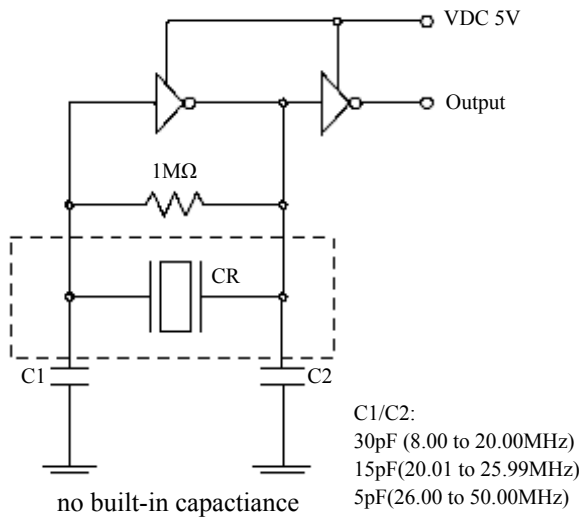 VDC 5V
Output
1MΩ
CR
C1
C2
C1/C2:
30pF (8.00 to 20.00MHz)
15pF(20.01 to 25.99MHz)
5pF(26.00 to 50.00MHz)
no built-in capactiance